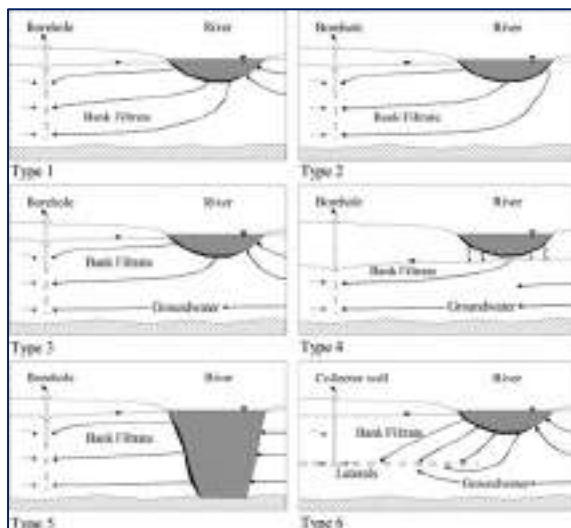 Borehole River
Bank Filtrate
Type 1
Borehole River
Bank Filtrate
Type 2
Borehole River
Bank Filtrate
Groundwater
Type 3
Borehole River
Bank Filtrate
Groundwater
Type 4
Borehole River
Bank Filtrate
Type 5
Collector well River
Bank Filtrate
Laterals
Groundwater
Type 6